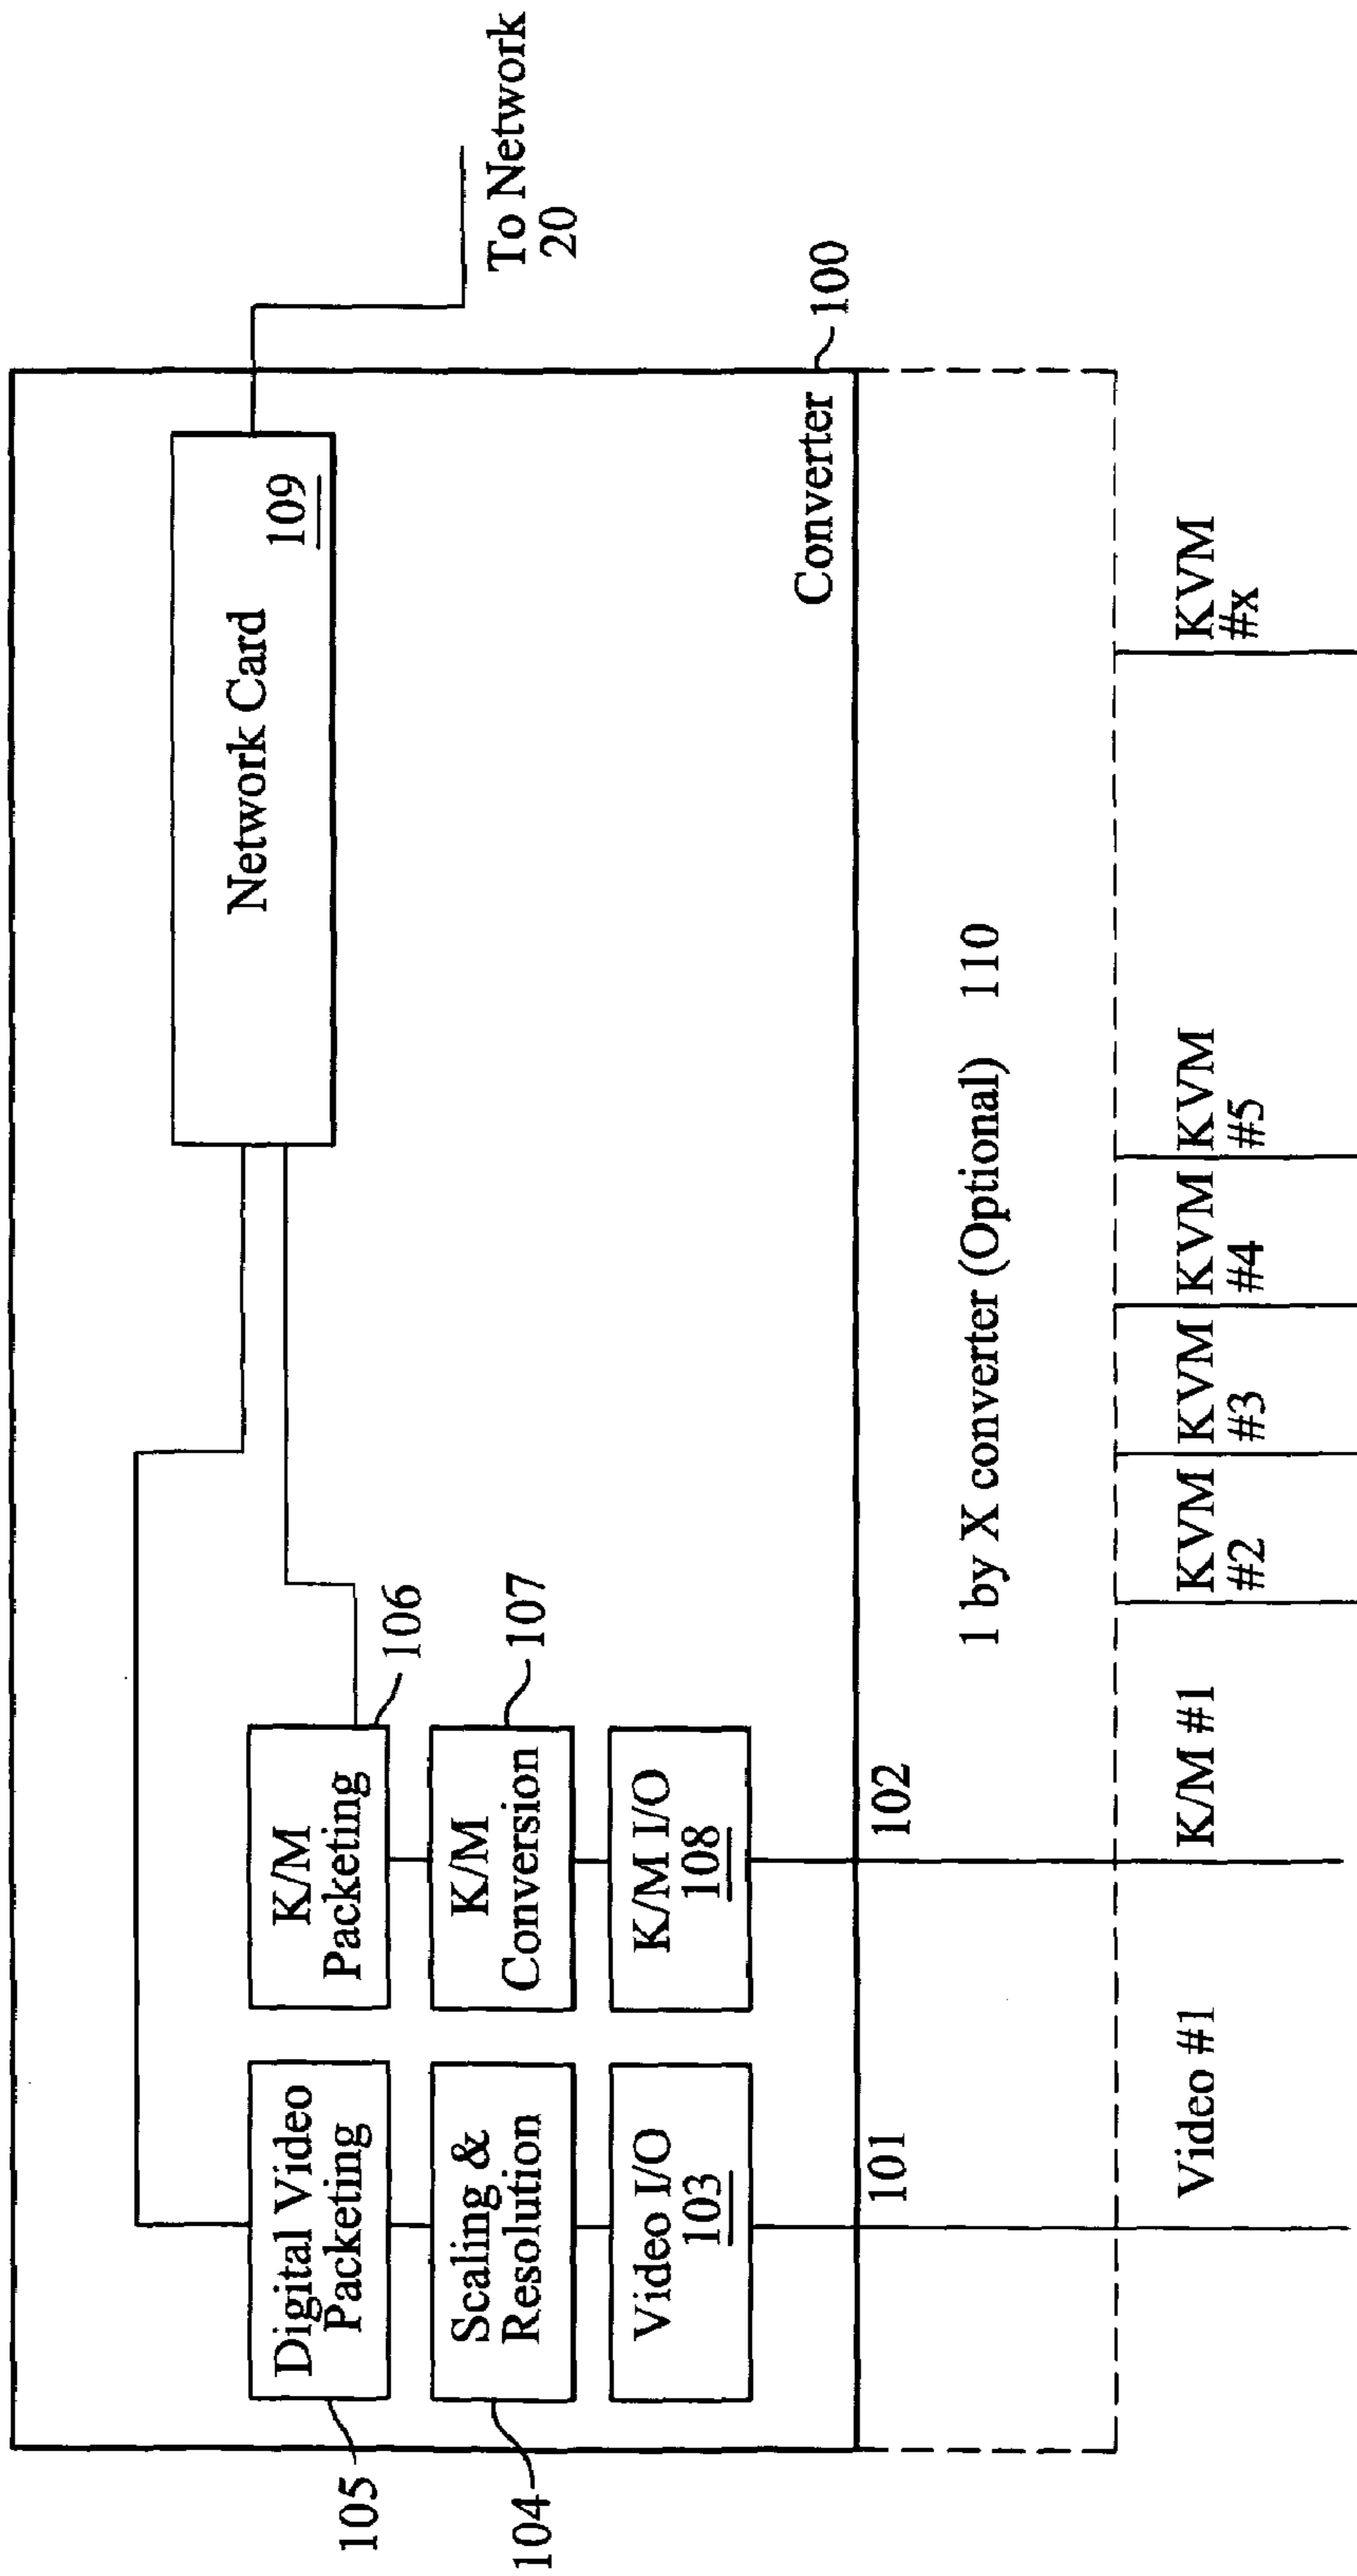 To Network
20
100
Network Card
109
Converter
106
107
105
104
Digital Video
Packeting
K/M
Packeting
Scaling &
Resolution
K/M
Conversion
Video I/O
103
K/M I/O
108
101
102
1 by X converter (Optional) 110
Video #1
K/M #1
KVM
#2
KVM
#3
KVM
#4
KVM
#5
KVM
#x